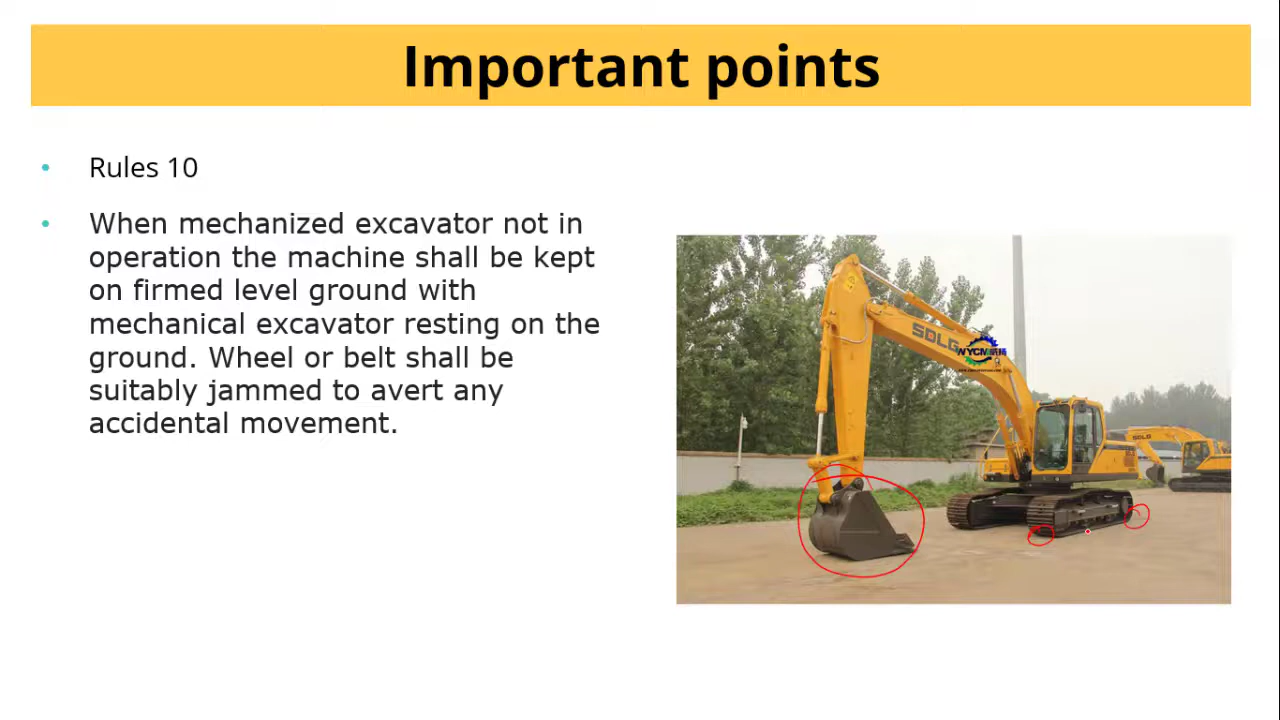 Important points
Rules 10
When mechanized excavator not in
operation the machine shall be kept
on firmed level ground with
mechanical excavator resting on the
ground. Wheel or belt shall be
suitably jammed to avert any
accidental movement.
SDLG
WYCM
SDLG